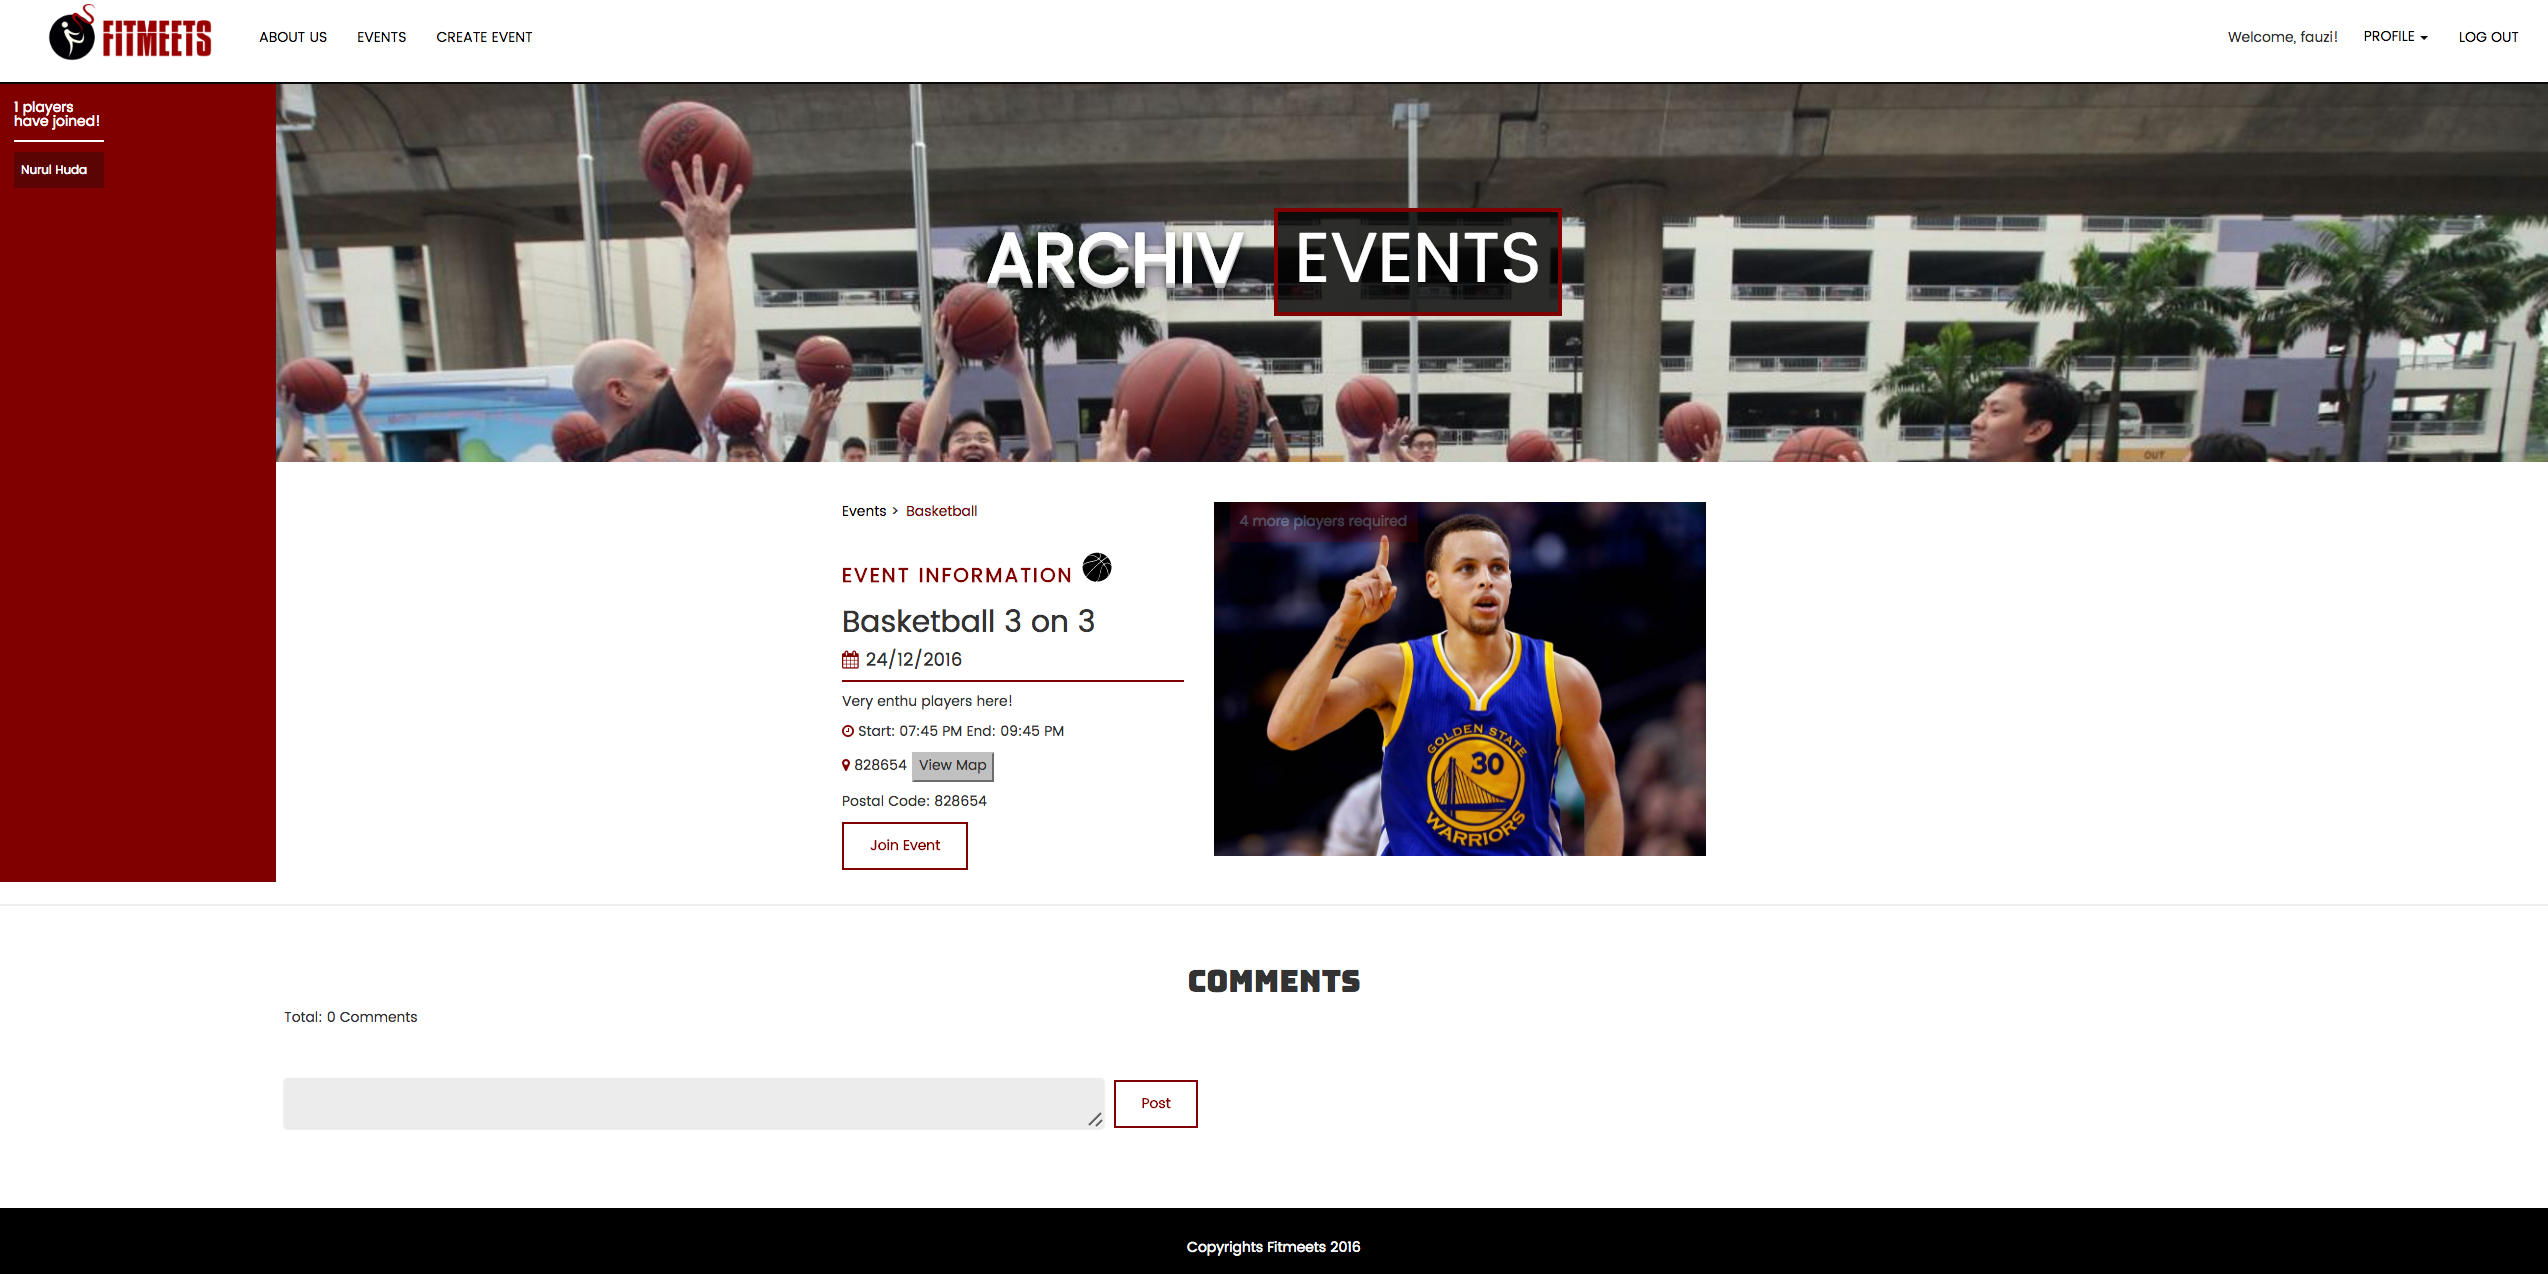 FITMEETS
ABOUT US
EVENTS
CREATE EVENT
Welcome, fauzi!
PROFILE
LOG OUT
1 players
have joined!
Nurul Huda
ARCHIV EVENTS
OUT
Events > Basketball
EVENT INFORMATION
Basketball 3 on 3
24/12/2016
Very enthu players here!
Start: 07:45 PM End: 09:45 PM
828654 View Map
Postal Code: 828654
Join Event
4 more players required
GOLDEN STATE
30
WARRIORS
COMMENTS
Total: 0 Comments
Post
Copyrights Fitmeets 2016